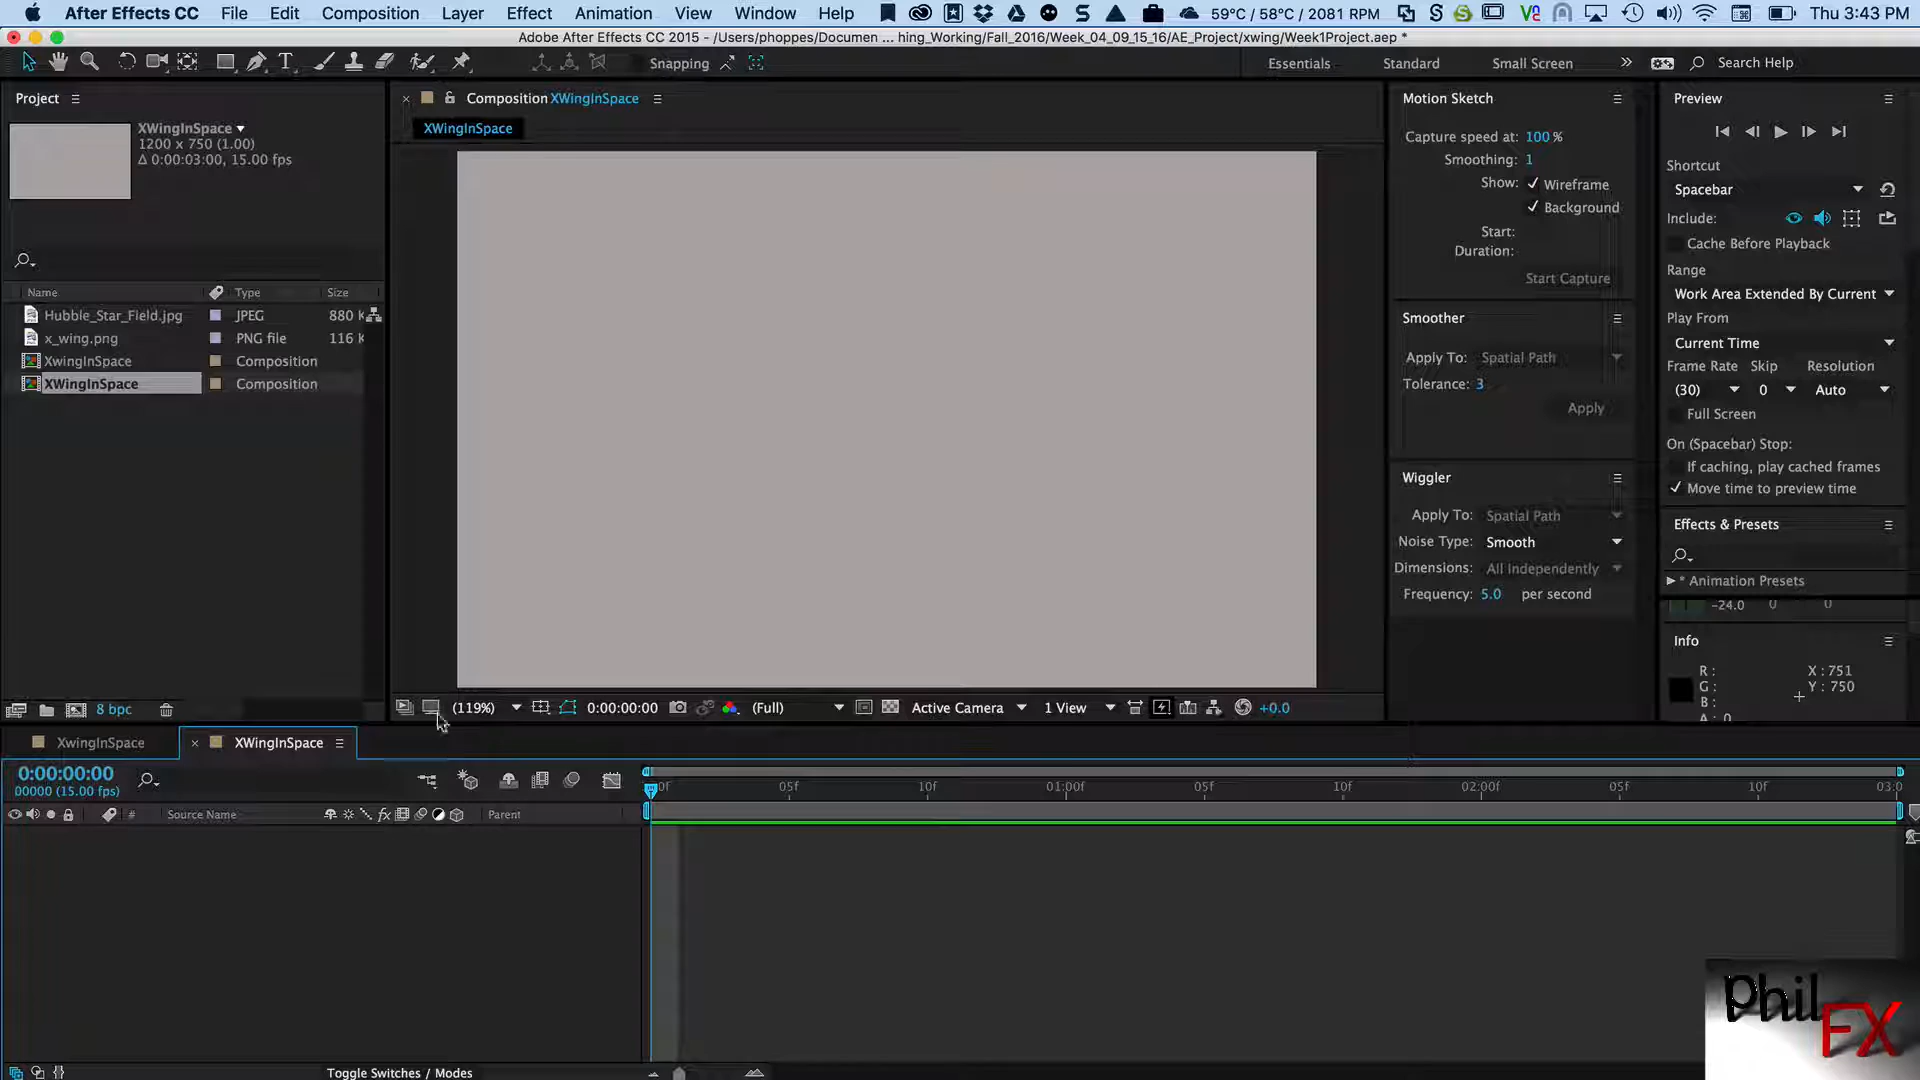 After Effects CC File Edit Composition Layer Effect Animation View Window Help 59°C / 58°C / 2081 RPM Thu 3:43 PM
Adobe After Effects CC 2015 - /Users/phoppes/Documen ... hing_Working/Fall_2016/Week_04_09_15_16/AE_Project/xwing/Week1Project.aep *
Snapping Essentials Standard Small Screen Search Help
Project
XWingInSpace
1200 x 750 (1.00)
Δ 0:00:03:00, 15.00 fps
Name Type Size
Hubble_Star_Field.jpg JPEG 880 K
x_wing.png PNG file 116 K
XwingInSpace Composition
XWingInSpace Composition
8 bpc
Composition XWingInSpace
XWingInSpace
(119%) 0:00:00:00 (Full) Active Camera 1 View +0.0
Motion Sketch
Capture speed at: 100 %
Smoothing: 1
Show: Wireframe
Background
Start:
Duration:
Start Capture
Smoother
Apply To: Spatial Path
Tolerance: 3
Apply
Wiggler
Apply To: Spatial Path
Noise Type: Smooth
Dimensions: All Independently
Frequency: 5.0 per second
Preview
Shortcut
Spacebar
Include:
Cache Before Playback
Range
Work Area Extended By Current
Play From
Current Time
Frame Rate Skip Resolution
(30) 0 Auto
Full Screen
On (Spacebar) Stop:
If caching, play cached frames
Move time to preview time
Effects & Presets
* Animation Presets
-24.0 0 0
Info
R : X : 751
G : Y : 750
B :
A : 0
XwingInSpace XWingInSpace
0:00:00:00
00000 (15.00 fps)
# Source Name Parent
00f 05f 10f 01:00f 05f 10f 02:00f 05f 10f 03:0
Toggle Switches / Modes
Phil
FX